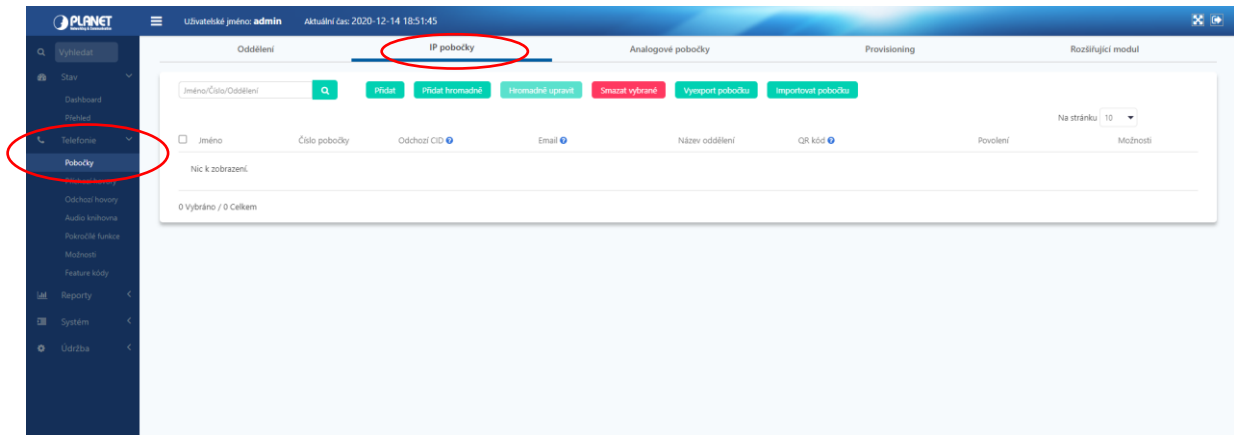 PLANET
Networking & Communication
Uživatelské jméno: admin Aktuální čas: 2020-12-14 18:51:45
Vyhledat
Stav
Dashboard
Přehled
Telefonie
Pobočky
Příchozí hovory
Odchozí hovory
Audio knihovna
Pokročilé funkce
Možnosti
Feature kódy
Reporty
Systém
Údržba
Oddělení IP pobočky Analogové pobočky Provisioning Rozšiřující modul
Jméno/Číslo/Oddělení Přidat Přidat hromadně Hromadně upravit Smazat vybrané Vyexport pobočku Importovat pobočku
Na stránku 10
Jméno Číslo pobočky Odchozí CID Email Název oddělení QR kód Povolení Možnosti
Nic k zobrazení.
0 Vybráno / 0 Celkem